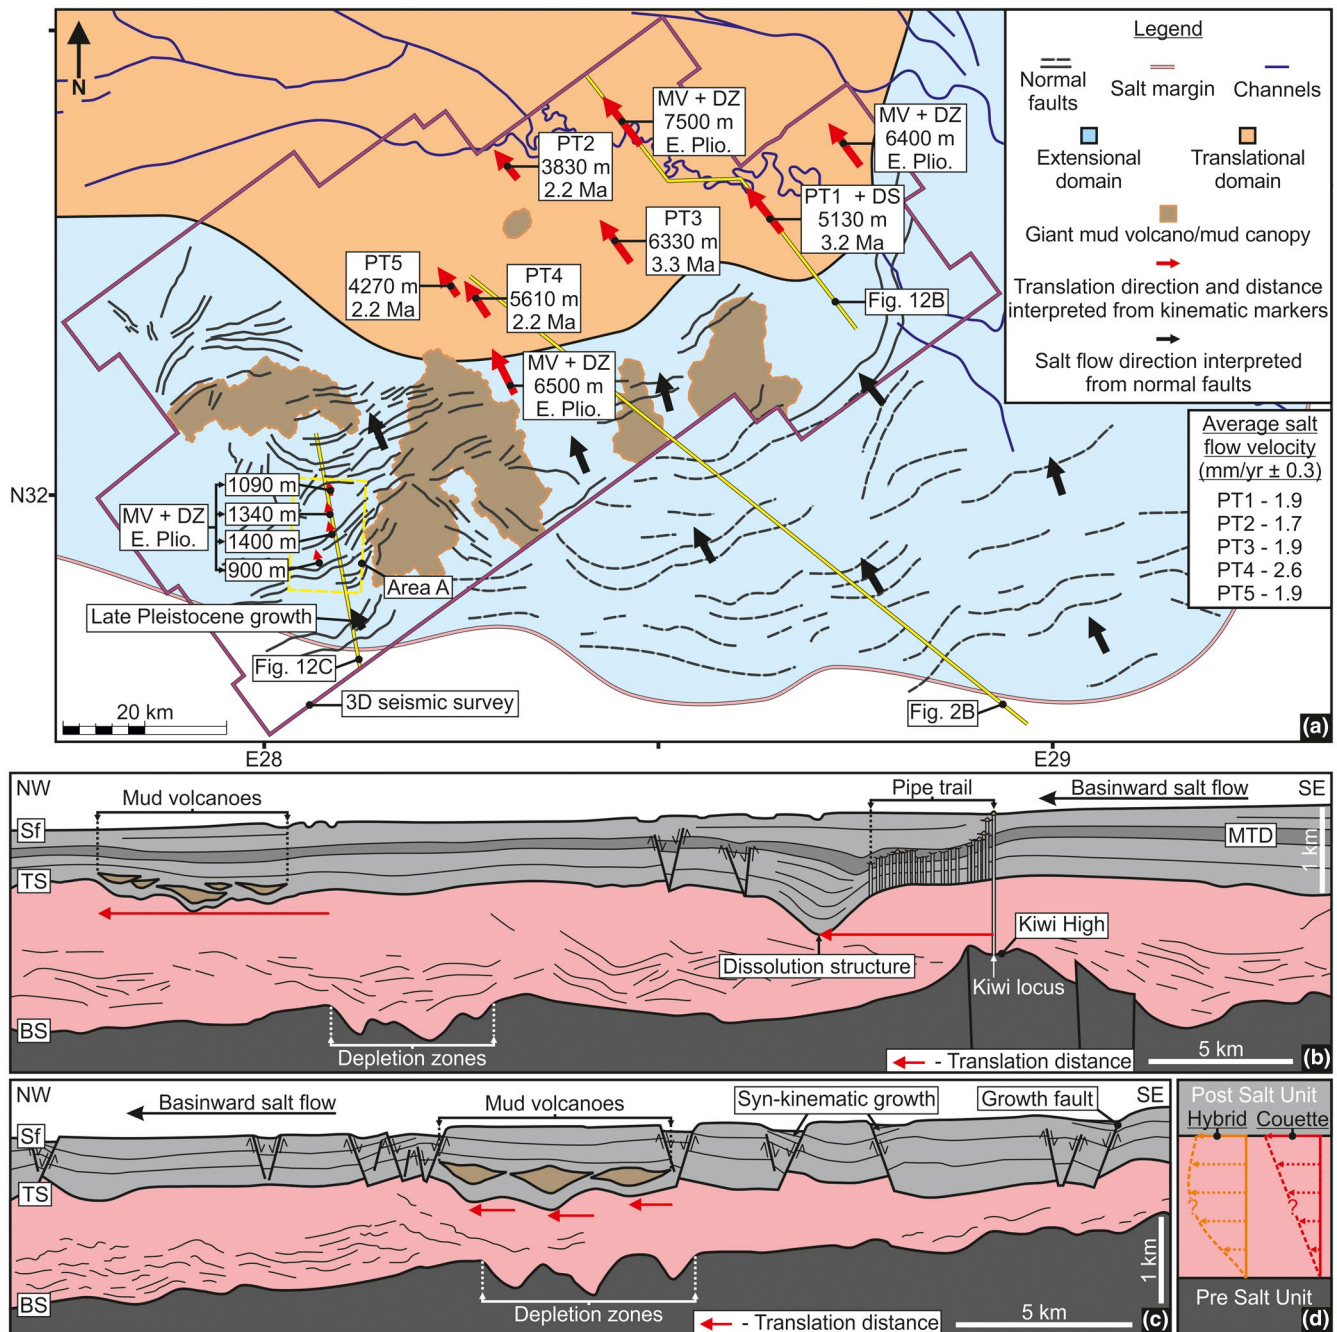 N
MV + DZ
7500 m
E. Plio.
MV + DZ
6400 m
E. Plio.
PT2
3830 m
2.2 Ma
PT1 + DS
5130 m
3.2 Ma
PT3
6330 m
3.3 Ma
PT5
4270 m
2.2 Ma
PT4
5610 m
2.2 Ma
Fig. 12B
MV + DZ
6500 m
E. Plio.
N32
MV + DZ
E. Plio.
1090 m
1340 m
1400 m
900 m
Area A
Late Pleistocene growth
Fig. 12C
3D seismic survey
Fig. 2B
20 km
(a)
E28
E29
Legend
Normal
faults
Salt margin
Channels
Extensional
domain
Translational
domain
Giant mud volcano/mud canopy
Translation direction and distance
interpreted from kinematic markers
Salt flow direction interpreted
from normal faults
Average salt
flow velocity
(mm/yr ± 0.3)
PT1 - 1.9
PT2 - 1.7
PT3 - 1.9
PT4 - 2.6
PT5 - 1.9
NW
Mud volcanoes
Pipe trail
Basinward salt flow
SE
Sf
MTD
1 km
TS
Kiwi High
Dissolution structure
Kiwi locus
BS
Depletion zones
- Translation distance
5 km
(b)
NW
Basinward salt flow
Mud volcanoes
Syn-kinematic growth
Growth fault
SE
Sf
TS
1 km
BS
Depletion zones
- Translation distance
5 km
(c)
Post Salt Unit
Hybrid
Couette
?
?
Pre Salt Unit
(d)